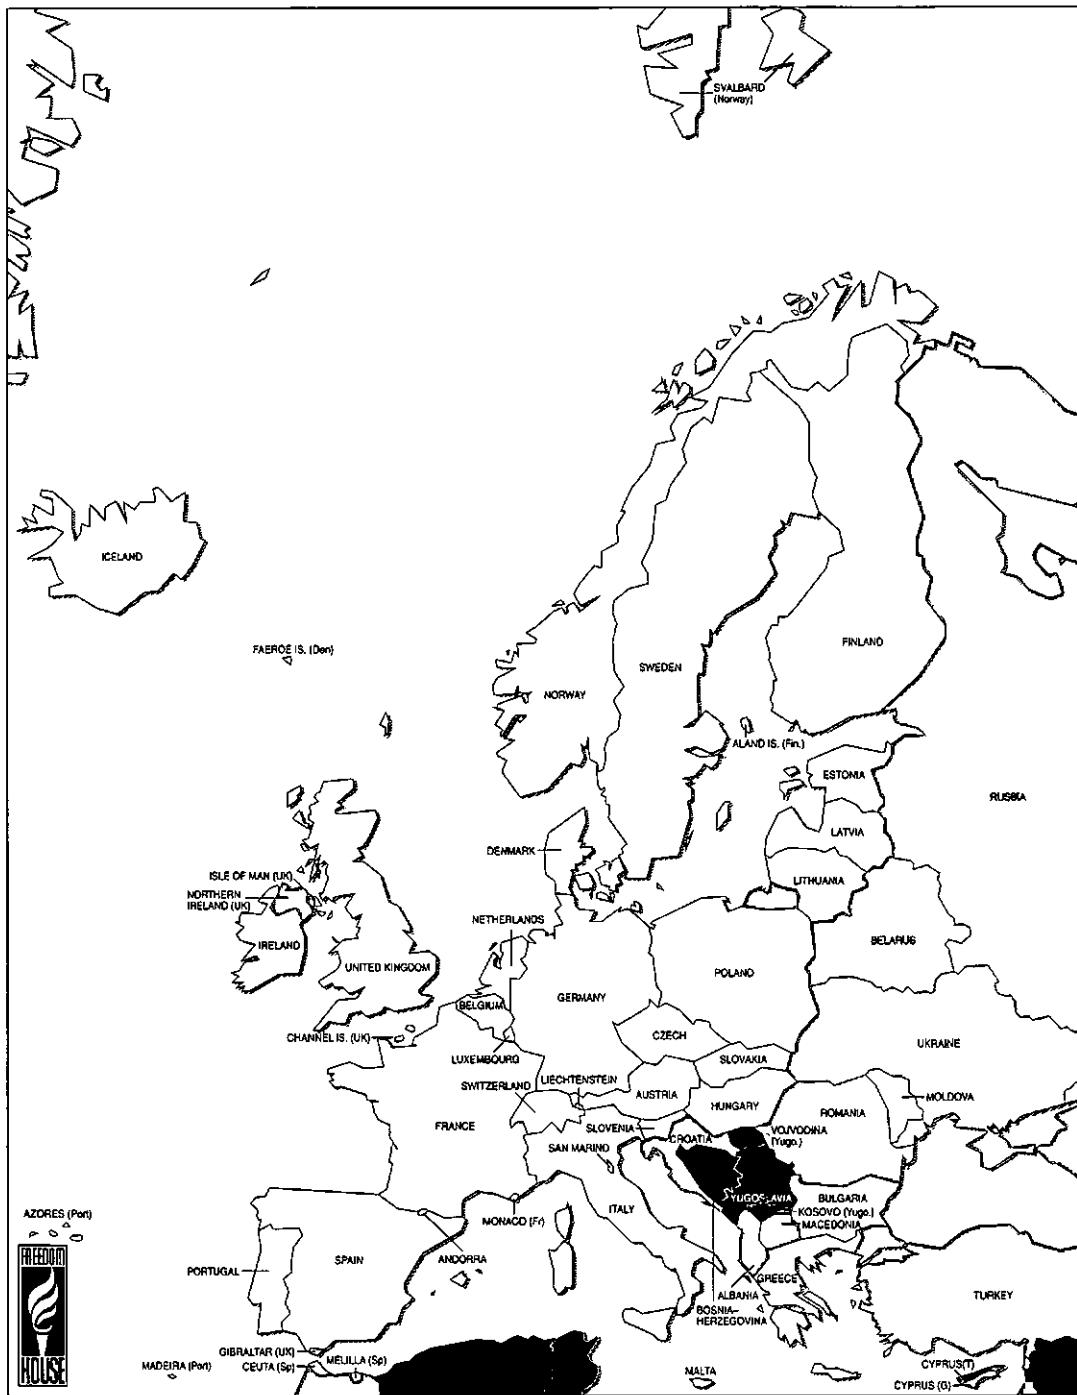 SVALBARD
(Norway)
ICELAND
FAEROE IS. (Den)
FINLAND
SWEDEN
NORWAY
ALAND IS. (Fin.)
ESTONIA
RUSSIA
LATVIA
DENMARK
ISLE OF MAN (UK)
LITHUANIA
NORTHERN
IRELAND (UK)
NETHERLANDS
IRELAND
BELARUS
UNITED KINGDOM
POLAND
GERMANY
BELGIUM
CHANNEL IS. (UK)
CZECH
UKRAINE
LUXEMBOURG
SLOVAKIA
SWITZERLAND
LIECHTENSTEIN
AUSTRIA
MOLDOVA
HUNGARY
ROMANIA
FRANCE
SLOVENIA
VOJVODINA
(Yugo.)
CROATIA
SAN MARINO
YUGOSLAVIA
BULGARIA
ITALY
KOSOVO (Yugo.)
AZORES (Port)
MONACO (Fr)
MACEDONIA
FREEDOM
HOUSE
SPAIN
ANDORRA
PORTUGAL
GREECE
ALBANIA
TURKEY
BOSNIA-
HERZEGOVINA
GIBRALTAR (UK)
MELILLA (Sp)
MADEIRA (Port)
CEUTA (Sp)
MALTA
CYPRUS(T)
CYPRUS (G)